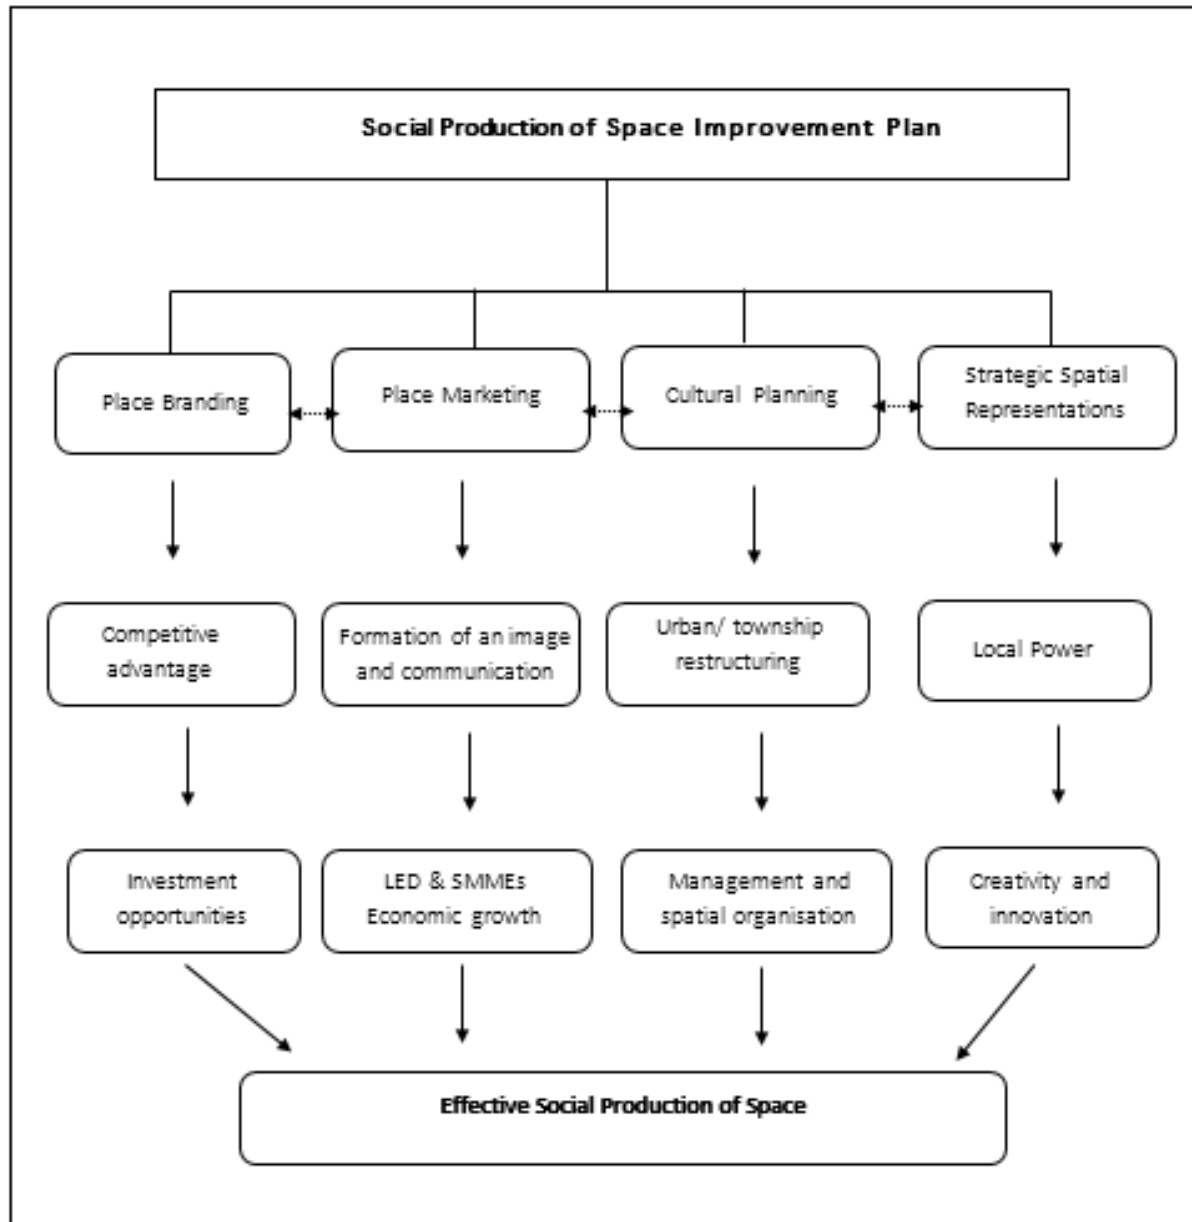 Social Production of Space Improvement Plan
Place Branding
Place Marketing
Cultural Planning
Strategic Spatial
Representations
Competitive
advantage
Formation of an image
and communication
Urban/ township
restructuring
Local Power
Investment
opportunities
LED & SMMEs
Economic growth
Management and
spatial organisation
Creativity and
innovation
Effective Social Production of Space